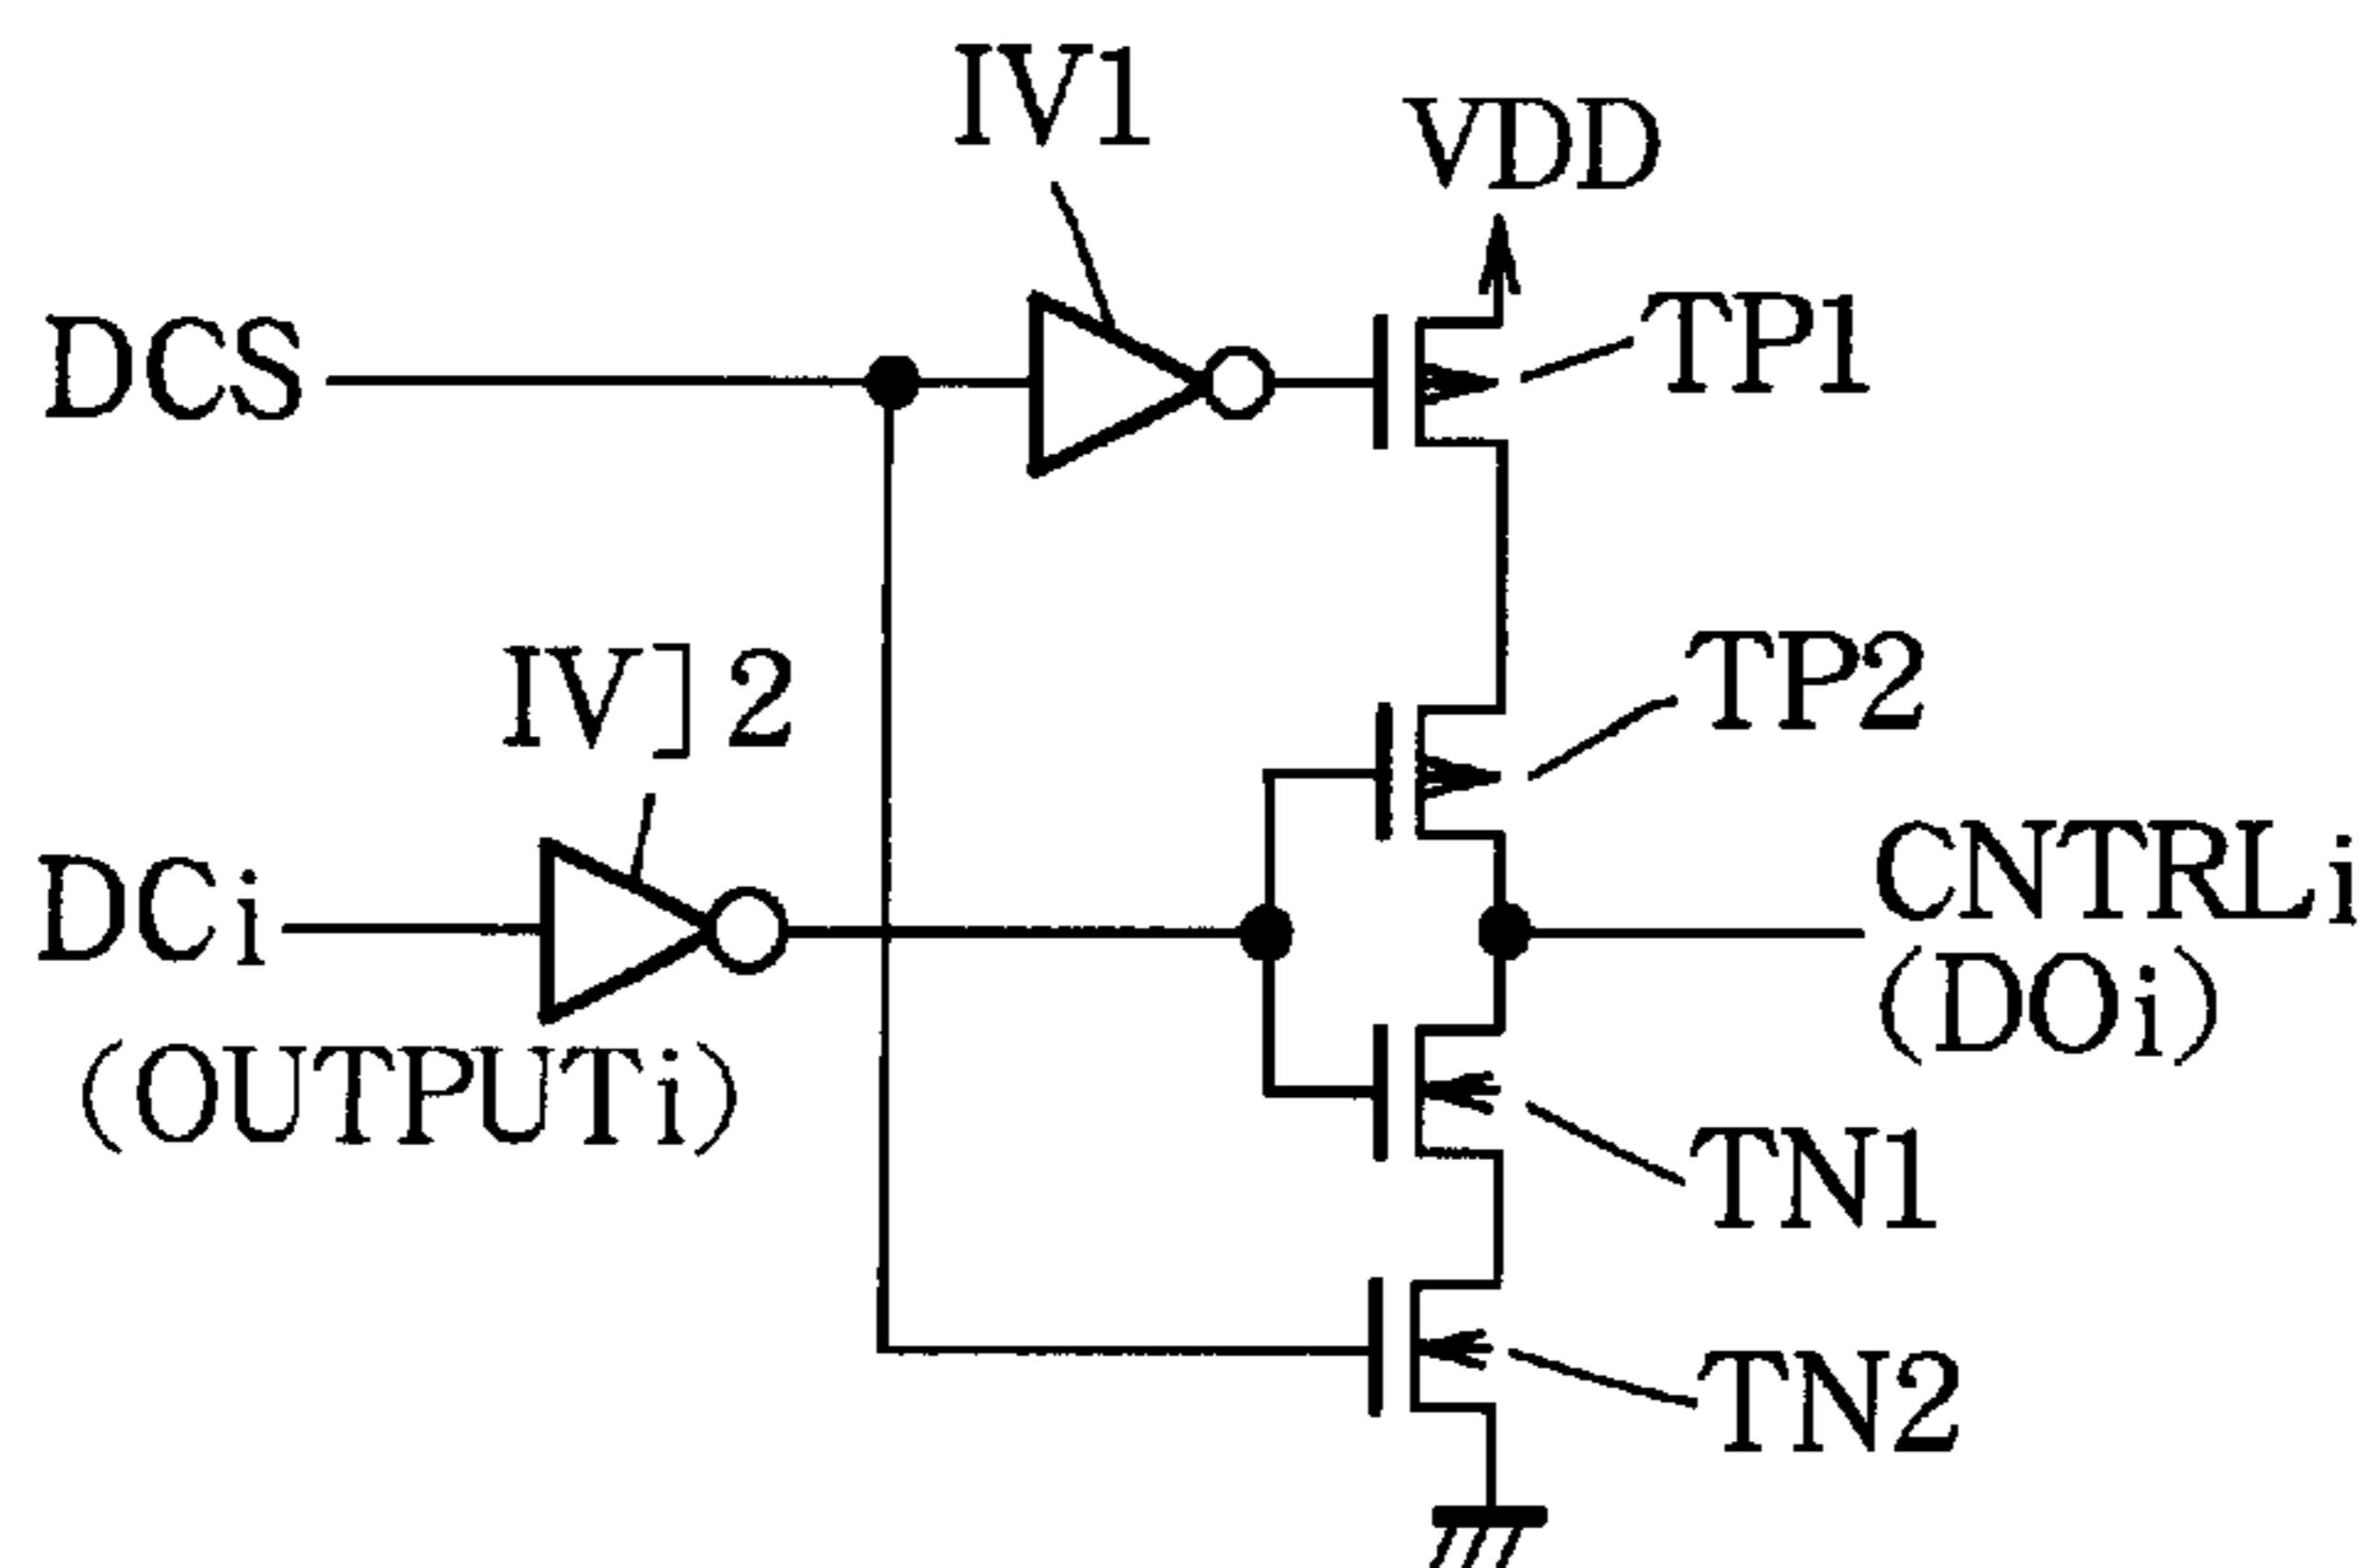 IV1
VDD
DCS
TP1
IV]2
TP2
DCi
(OUTPUTi)
CNTRLi
(DOi)
TN1
TN2